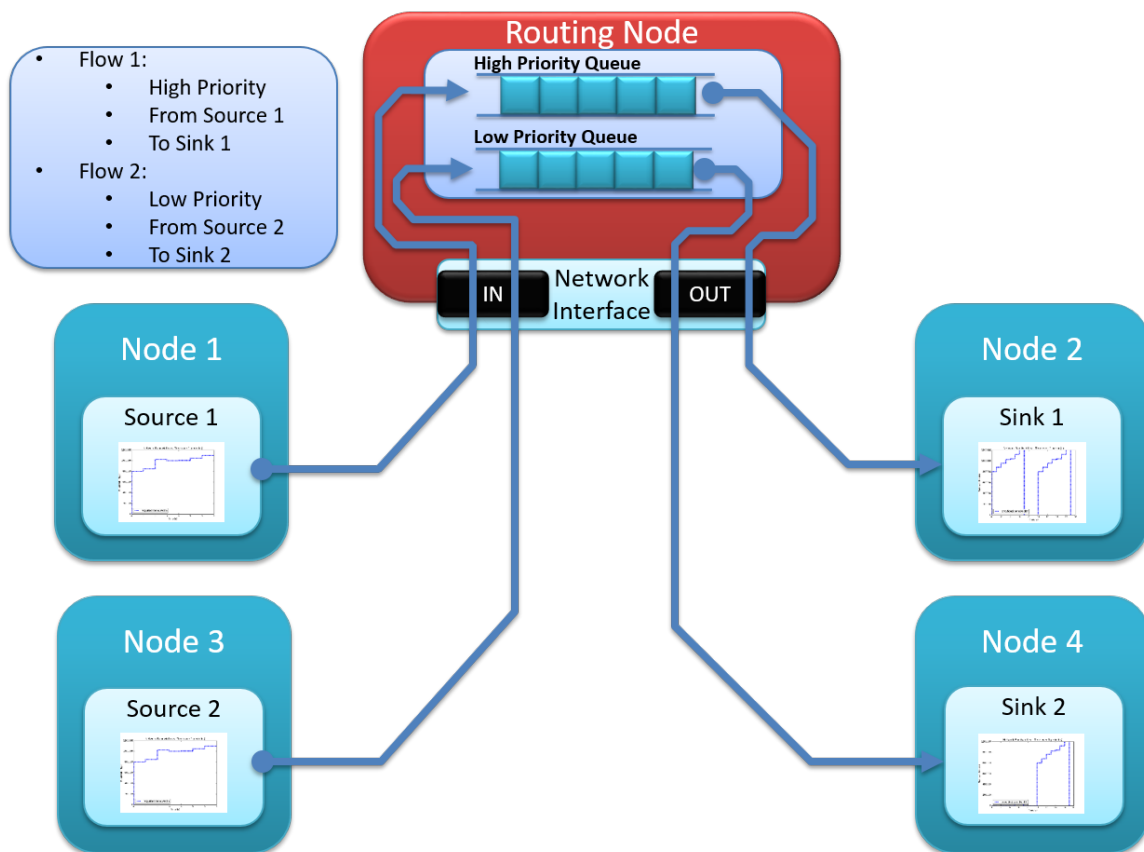 Routing Node
High Priority Queue
Low Priority Queue
• Flow 1:
• High Priority
• From Source 1
• To Sink 1
• Flow 2:
• Low Priority
• From Source 2
• To Sink 2
IN
Network
Interface
OUT
Node 1
Source 1
Node 2
Sink 1
Node 3
Source 2
Node 4
Sink 2